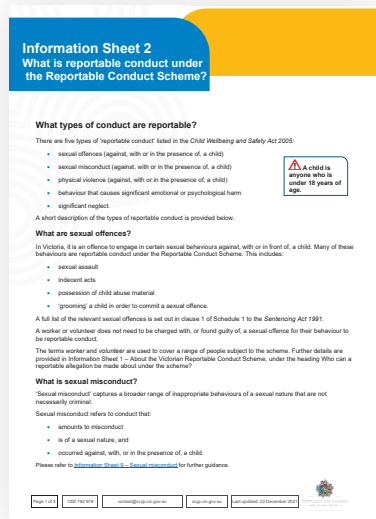 Information Sheet 2
What is reportable conduct under
the Reportable Conduct Scheme?
What types of conduct are reportable?
There are five types of 'reportable conduct' listed in the Child Wellbeing and Safety Act 2005:
• sexual offences (against, with or in the presence of, a child)
• sexual misconduct (against, with or in the presence of, a child)
• physical violence (against, with or in the presence of, a child)
• behaviour that causes significant emotional or psychological harm
• significant neglect.
A child is
anyone who is
under 18 years of
age.
A short description of the types of reportable conduct is provided below.
What are sexual offences?
In Victoria, it is an offence to engage in certain sexual behaviours against, with or in front of, a child. Many of these
behaviours are reportable conduct under the Reportable Conduct Scheme. This includes:
• sexual assault
• indecent acts
• possession of child abuse material
• 'grooming' a child in order to commit a sexual offence.
A full list of the relevant sexual offences is set out in clause 1 of Schedule 1 to the Sentencing Act 1991.
A worker or volunteer does not need to be charged with, or found guilty of, a sexual offence for their behaviour to
be reportable conduct.
The terms worker and volunteer are used to cover a range of people subject to the scheme. Further details are
provided in Information Sheet 1 – About the Victorian Reportable Conduct Scheme, under the heading Who can a
reportable allegation be made about under the scheme?
What is sexual misconduct?
'Sexual misconduct' captures a broader range of inappropriate behaviours of a sexual nature that are not
necessarily criminal.
Sexual misconduct refers to conduct that:
• amounts to misconduct
• is of a sexual nature, and
• occurred against, with, or in the presence of, a child.
Please refer to Information Sheet 9 – Sexual misconduct for further guidance.
Page 1 of 3 1300 782 978 contact@ccyp.vic.gov.au ccyp.vic.gov.au Last updated: 22 December 2021